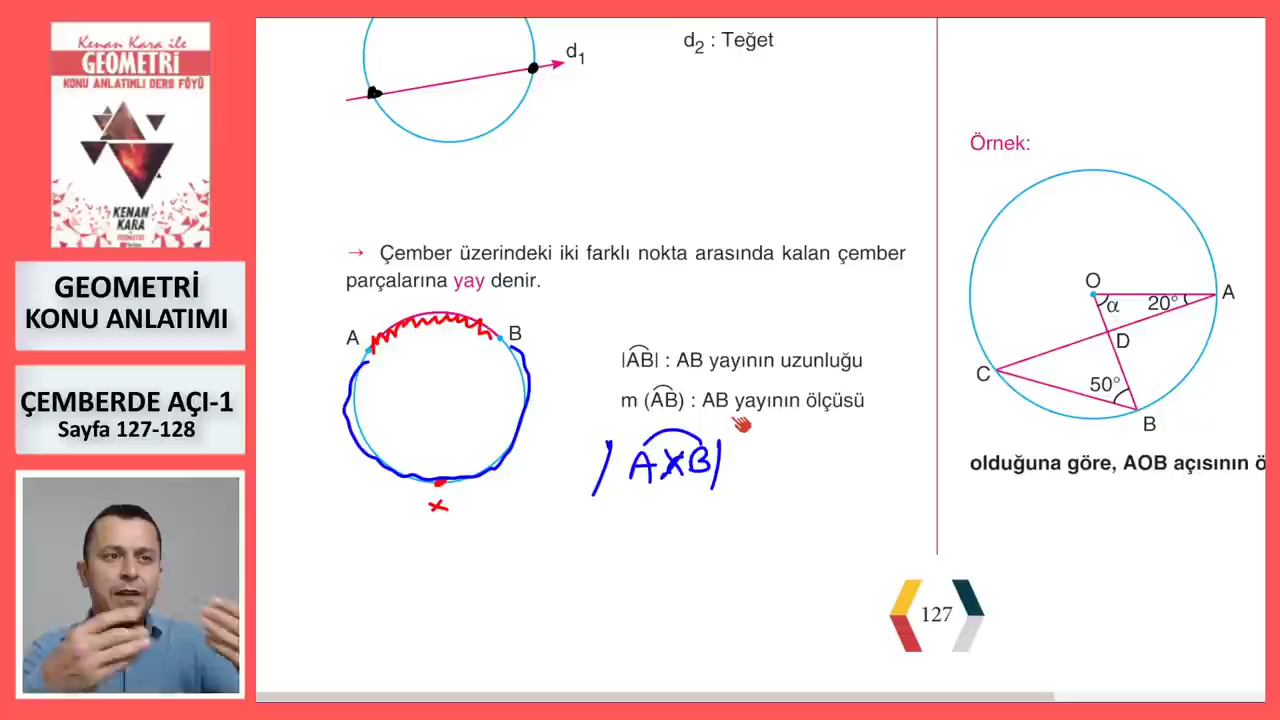 Kenan Kara ile
GEOMETRİ
KONU ANLATIMLI DERS FÖYÜ
KENAN
KARA
GEOMETRİ
KONU ANLATIMI
ÇEMBERDE AÇI-1
Sayfa 127-128
d₁
d₂ : Teğet
→ Çember üzerindeki iki farklı nokta arasında kalan çember
parçalarına yay denir.
A
B
x
|AB| : AB yayının uzunluğu
m (AB) : AB yayının ölçüsü
|AXB|
Örnek:
O
α
20°
A
D
C
50°
B
olduğuna göre, AOB açısının ö
127